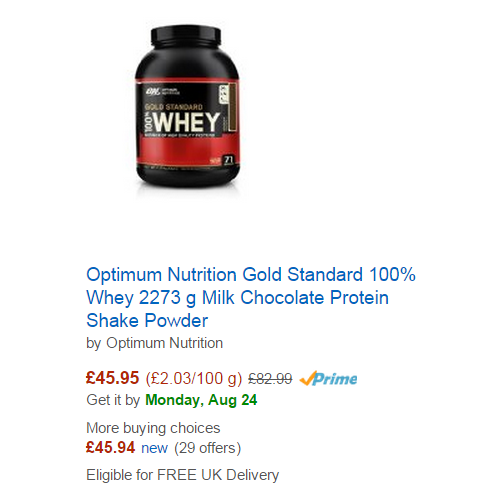 ON OPTIMUM NUTRITION
GOLD STANDARD
100% WHEY
71
Optimum Nutrition Gold Standard 100%
Whey 2273 g Milk Chocolate Protein
Shake Powder
by Optimum Nutrition
£45.95 (£2.03/100 g) £82.99 Prime
Get it by Monday, Aug 24
More buying choices
£45.94 new (29 offers)
Eligible for FREE UK Delivery